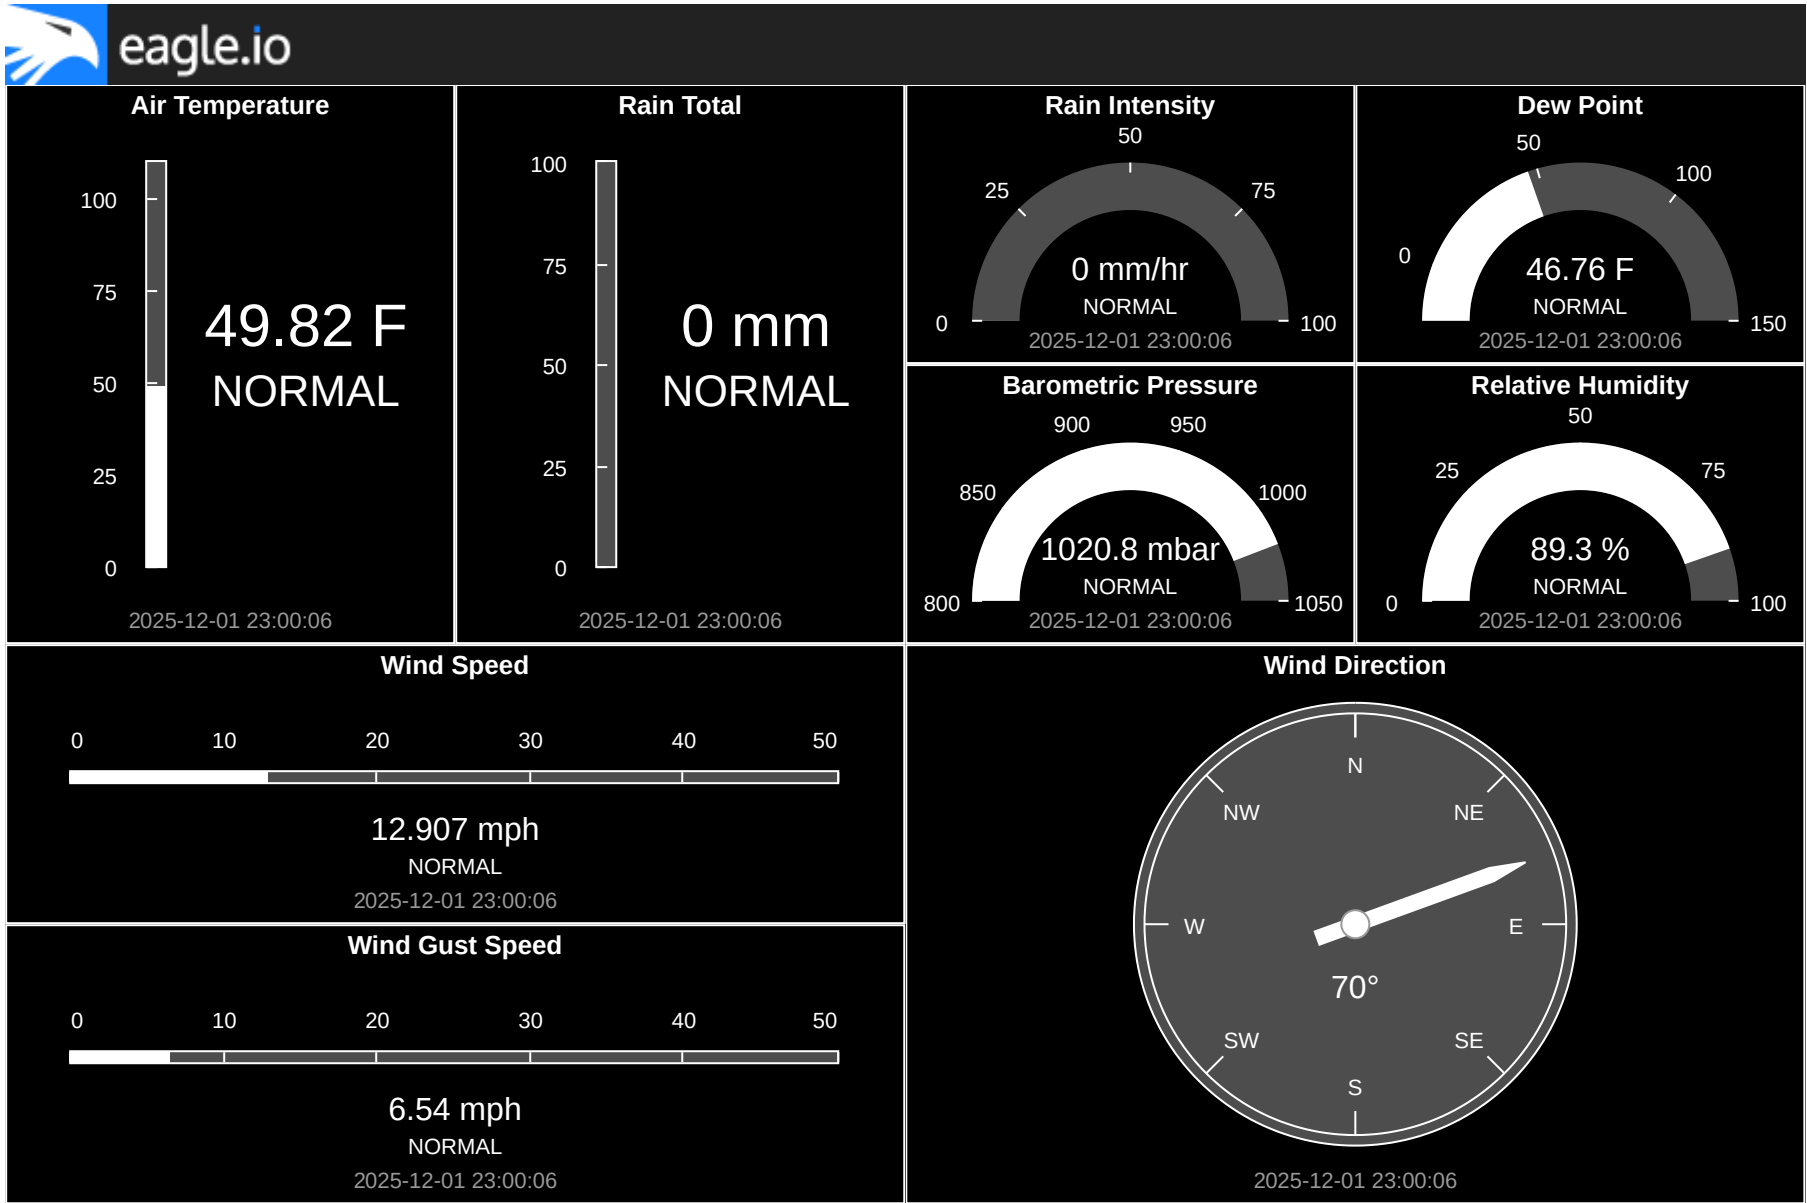 eagle.io
Air Temperature
100
75
50
25
0
49.82 F
NORMAL
2025-12-01 23:00:06
Rain Total
100
75
50
25
0
0 mm
NORMAL
2025-12-01 23:00:06
Rain Intensity
0
25
50
75
100
0 mm/hr
NORMAL
2025-12-01 23:00:06
Dew Point
0
50
100
150
46.76 F
NORMAL
2025-12-01 23:00:06
Barometric Pressure
800
850
900
950
1000
1050
1020.8 mbar
NORMAL
2025-12-01 23:00:06
Relative Humidity
0
25
50
75
100
89.3 %
NORMAL
2025-12-01 23:00:06
Wind Speed
0 10 20 30 40 50
12.907 mph
NORMAL
2025-12-01 23:00:06
Wind Gust Speed
0 10 20 30 40 50
6.54 mph
NORMAL
2025-12-01 23:00:06
Wind Direction
N
NW NE
W E
70°
SW SE
S
2025-12-01 23:00:06